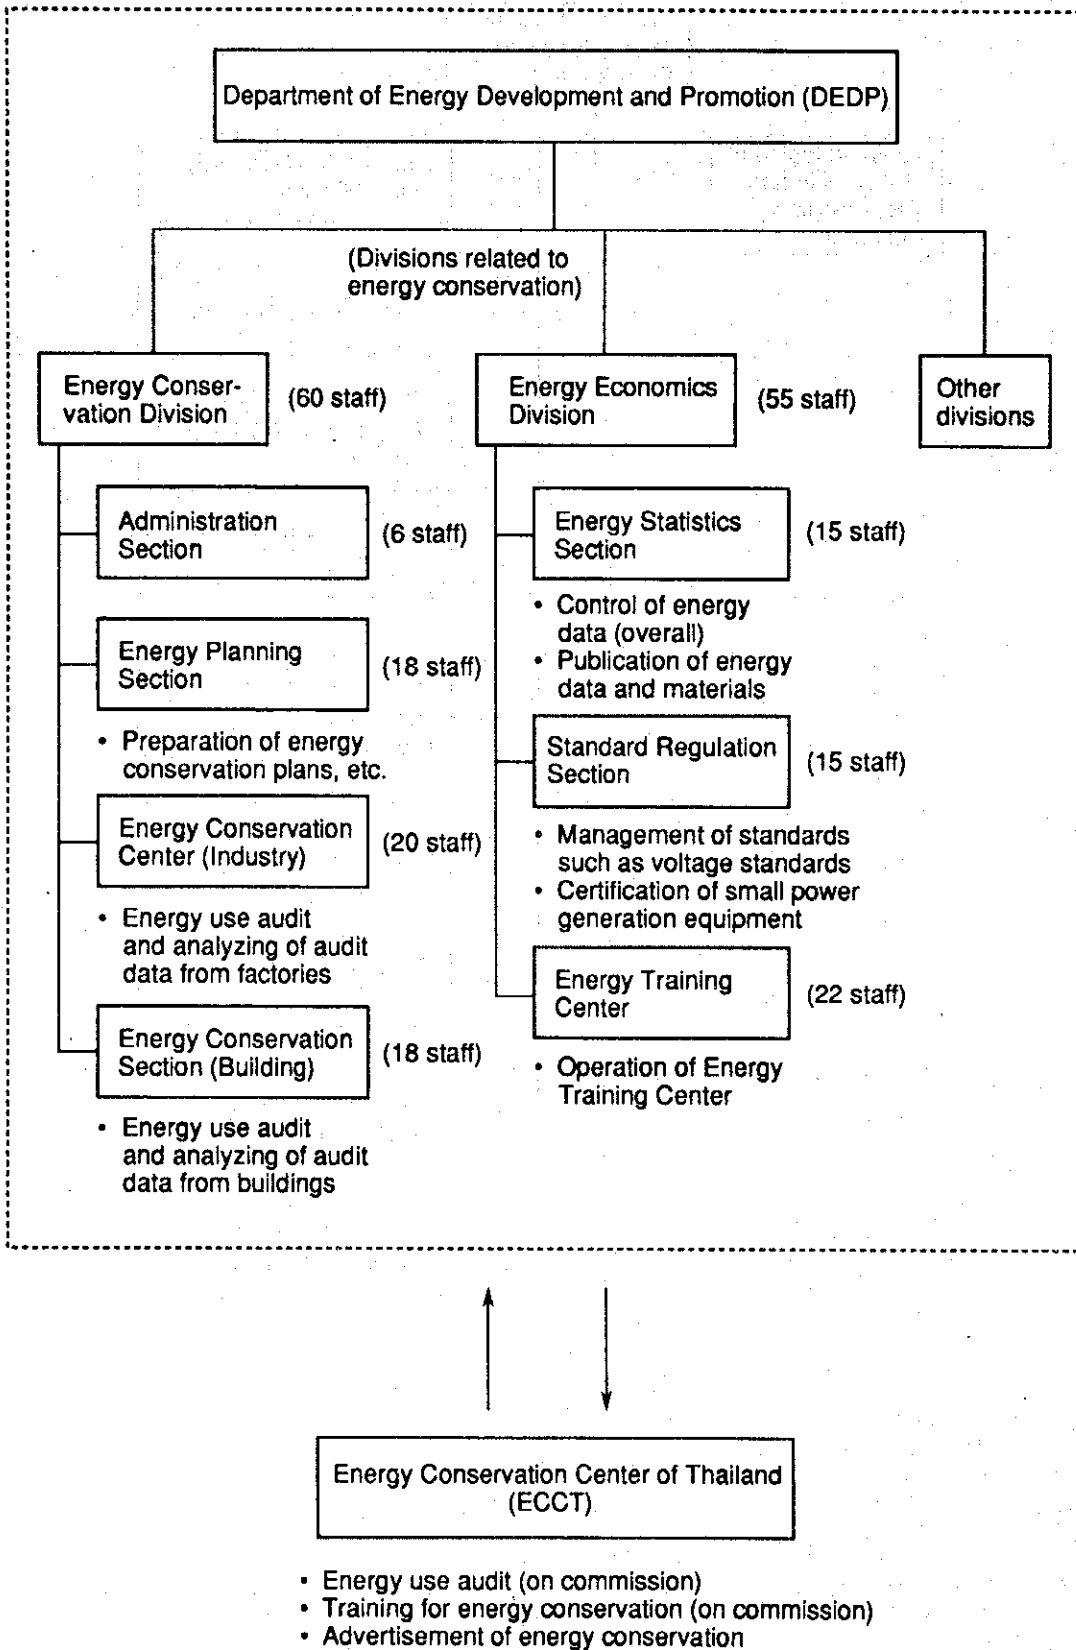 Department of Energy Development and Promotion (DEDP)
(Divisions related to
energy conservation)
Energy Conser-
vation Division
(60 staff)
Energy Economics
Division
(55 staff)
Other
divisions
Administration
Section
(6 staff)
Energy Planning
Section
(18 staff)
• Preparation of energy
conservation plans, etc.
Energy Conservation
Center (Industry)
(20 staff)
• Energy use audit
and analyzing of audit
data from factories
Energy Conservation
Section (Building)
(18 staff)
• Energy use audit
and analyzing of audit
data from buildings
Energy Statistics
Section
(15 staff)
• Control of energy
data (overall)
• Publication of energy
data and materials
Standard Regulation
Section
(15 staff)
• Management of standards
such as voltage standards
• Certification of small power
generation equipment
Energy Training
Center
(22 staff)
• Operation of Energy
Training Center
Energy Conservation Center of Thailand
(ECCT)
• Energy use audit (on commission)
• Training for energy conservation (on commission)
• Advertisement of energy conservation